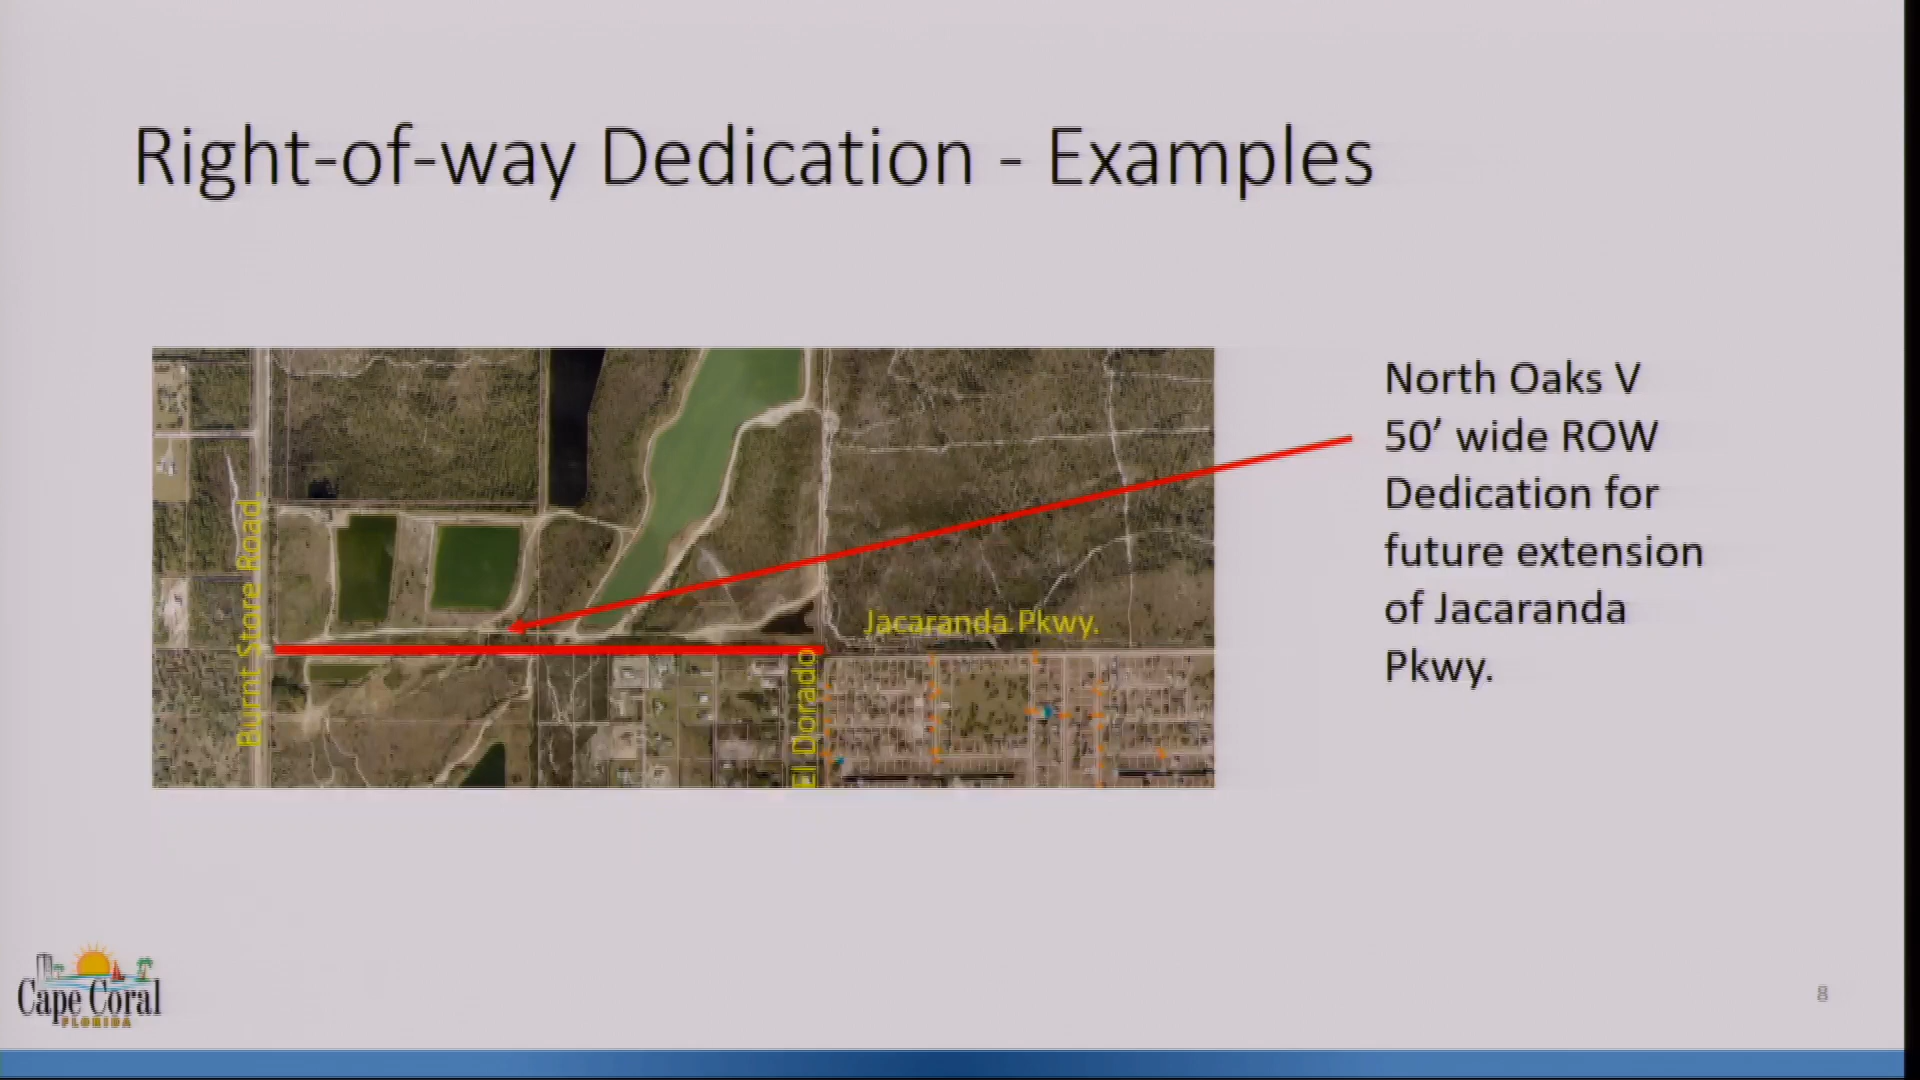 Right-of-way Dedication - Examples
North Oaks V
50’ wide ROW
Dedication for
future extension
of Jacaranda
Pkwy.
Burnt Store Road.
Jacaranda Pkwy.
El Dorado
Cape Coral
FLORIDA
8